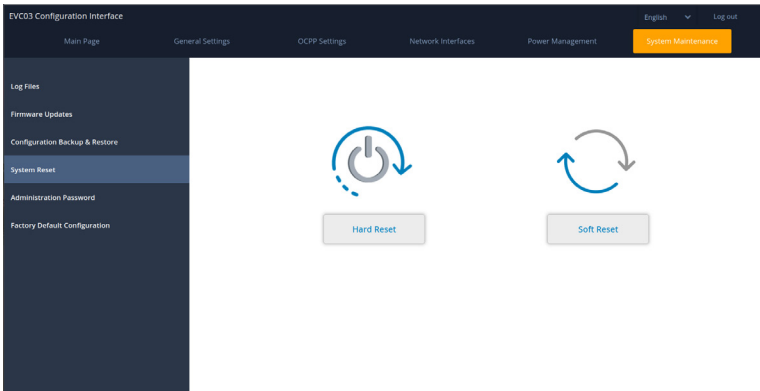 EVC03 Configuration Interface
English
Log out
Main Page
General Settings
OCPP Settings
Network Interfaces
Power Management
System Maintenance
Log Files
Firmware Updates
Configuration Backup & Restore
System Reset
Administration Password
Factory Default Configuration
Hard Reset
Soft Reset